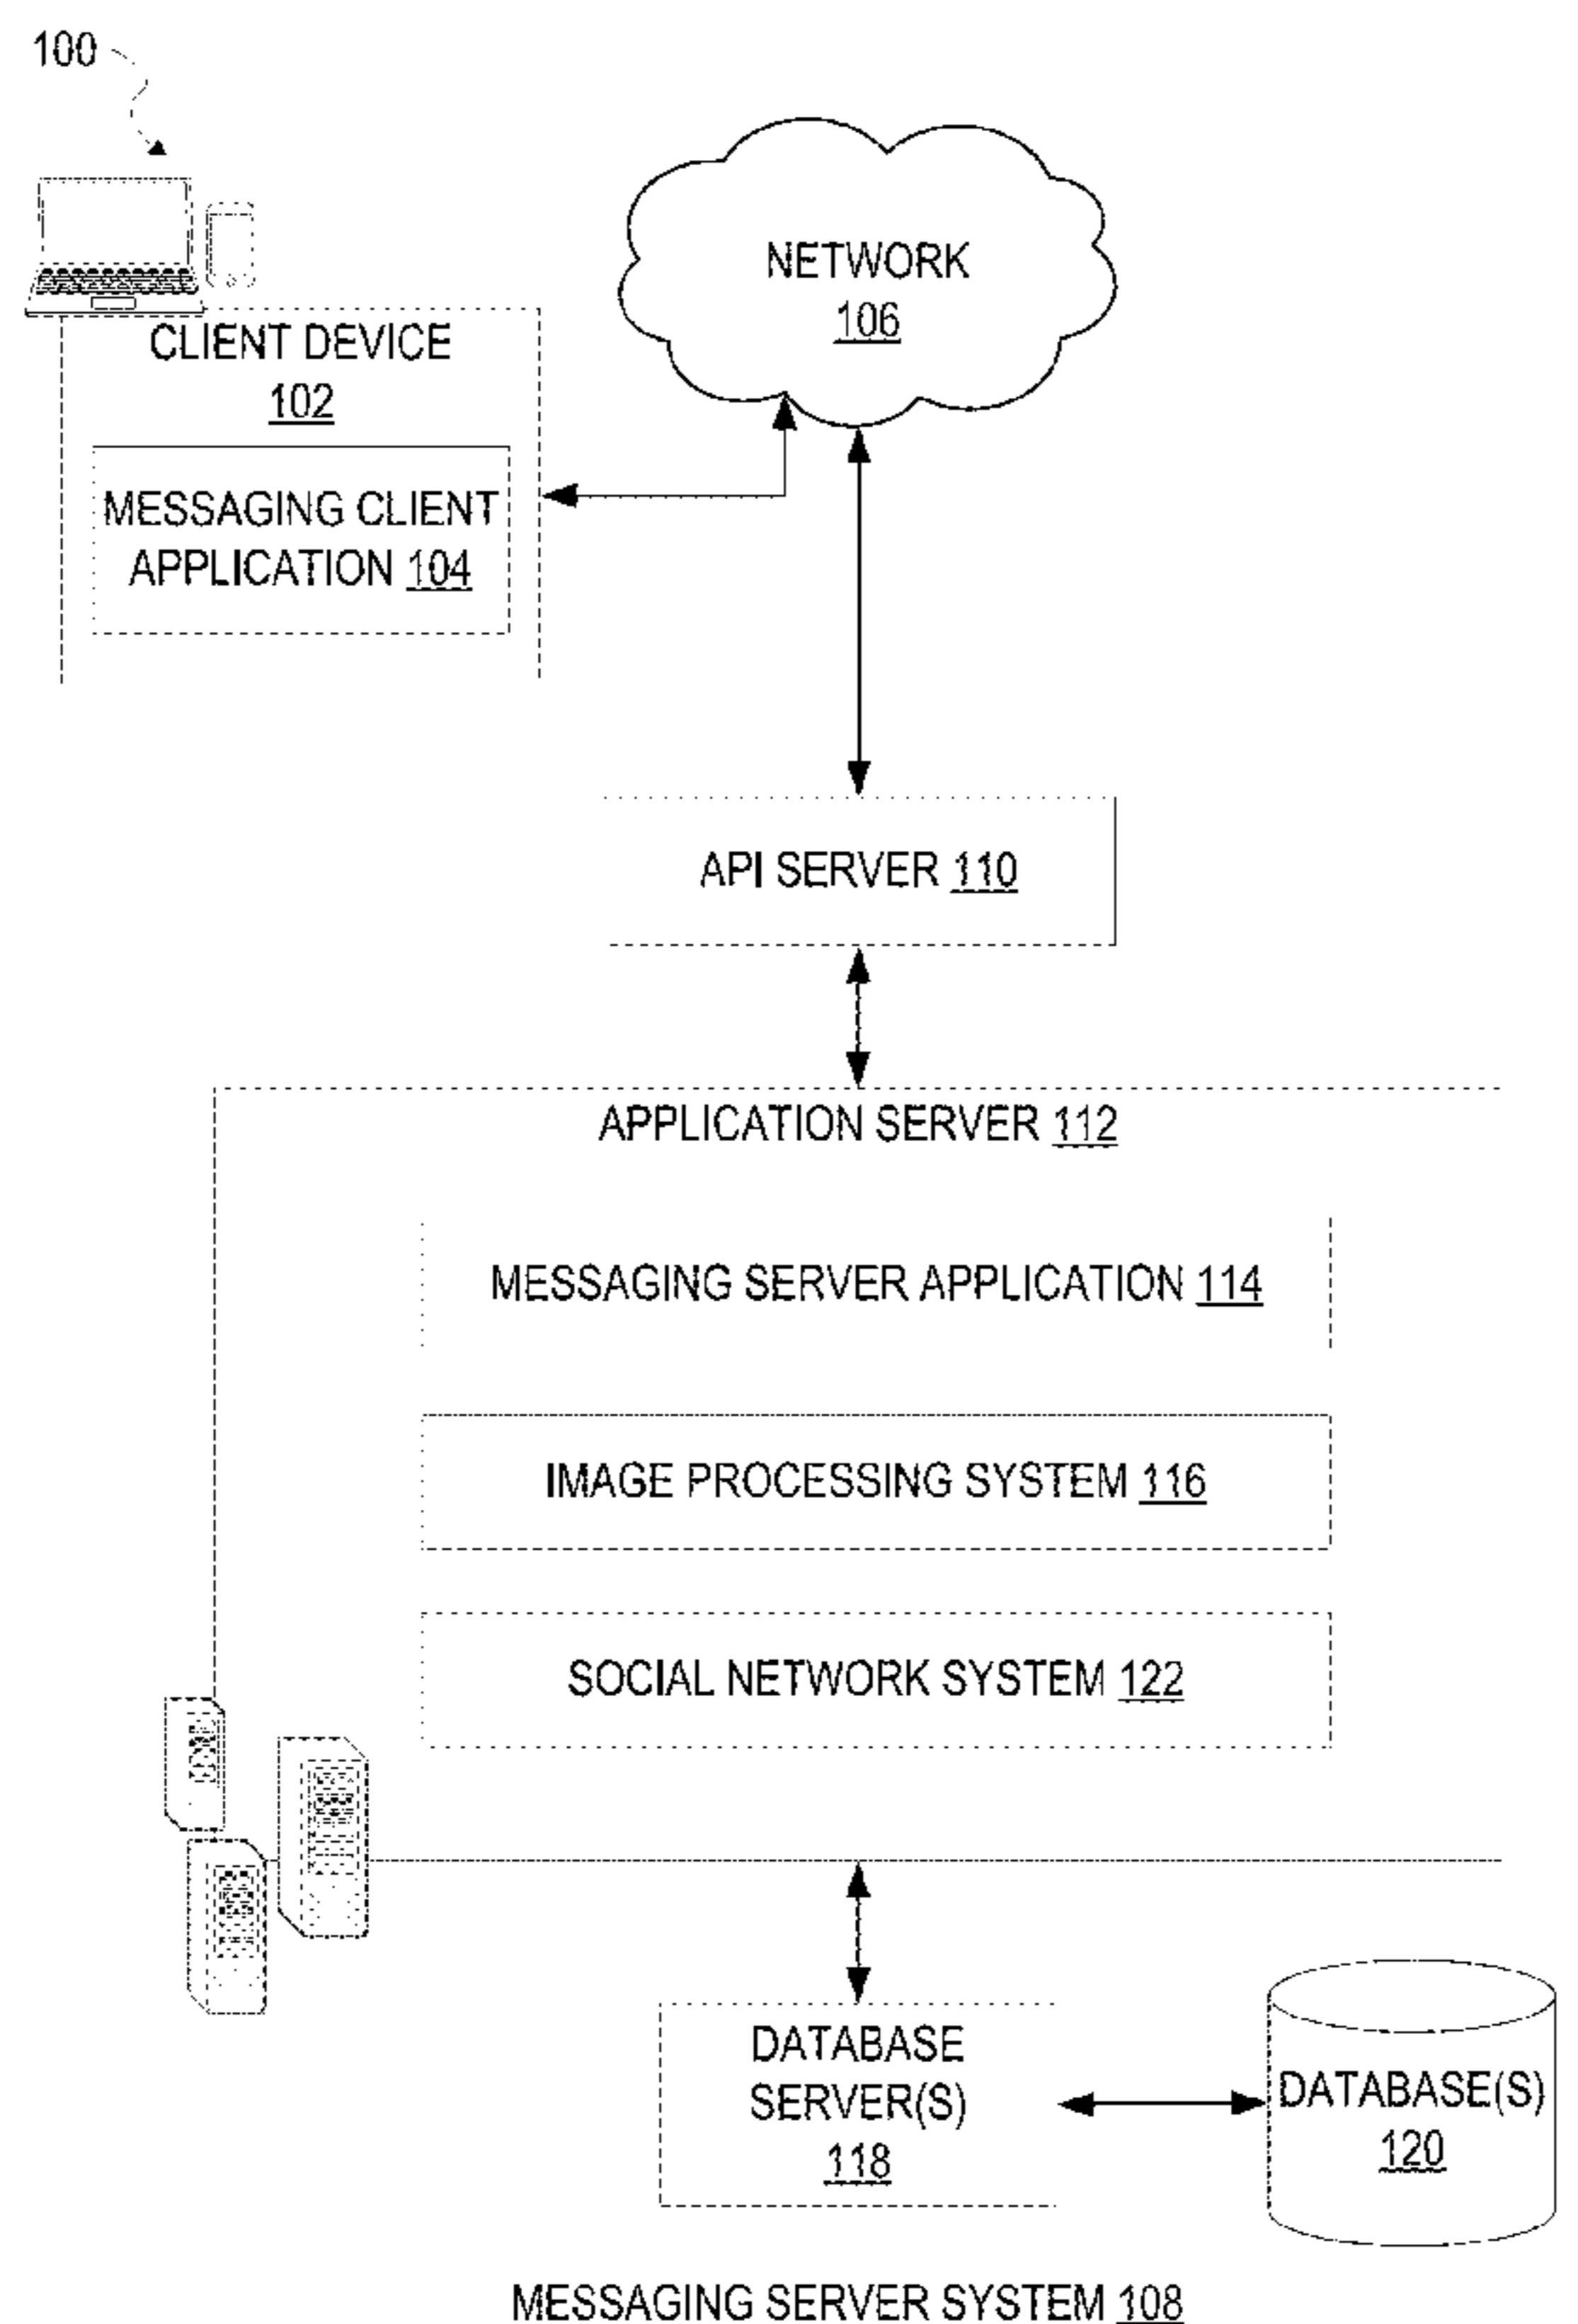 100
NETWORK
106
CLIENT DEVICE
102
MESSAGING CLIENT
APPLICATION 104
API SERVER 110
APPLICATION SERVER 112
MESSAGING SERVER APPLICATION 114
IMAGE PROCESSING SYSTEM 116
SOCIAL NETWORK SYSTEM 122
DATABASE
SERVER(S)
118
DATABASE(S)
120
MESSAGING SERVER SYSTEM 108